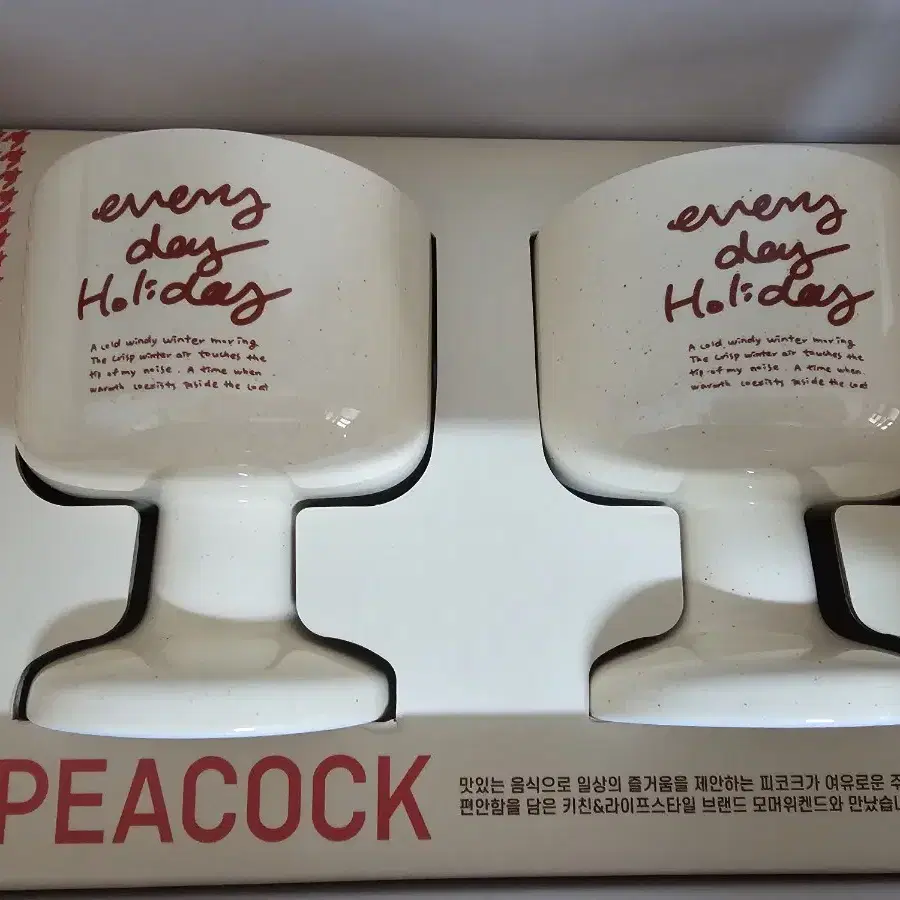 every
day
Holiday
A cold windy winter moring
The crisp winter air touches the
tip of my noise. A time when
warmth coexists inside the coat
every
day
Holiday
A cold windy winter moring
The crisp winter air touches the
tip of my noise. A time when
warmth coexists inside the coat
PEACOCK
맛있는 음식으로 일상의 즐거움을 제안하는 피코크가 여유로운 주
편안함을 담은 키친&라이프스타일 브랜드 모머위켄드와 만났습니